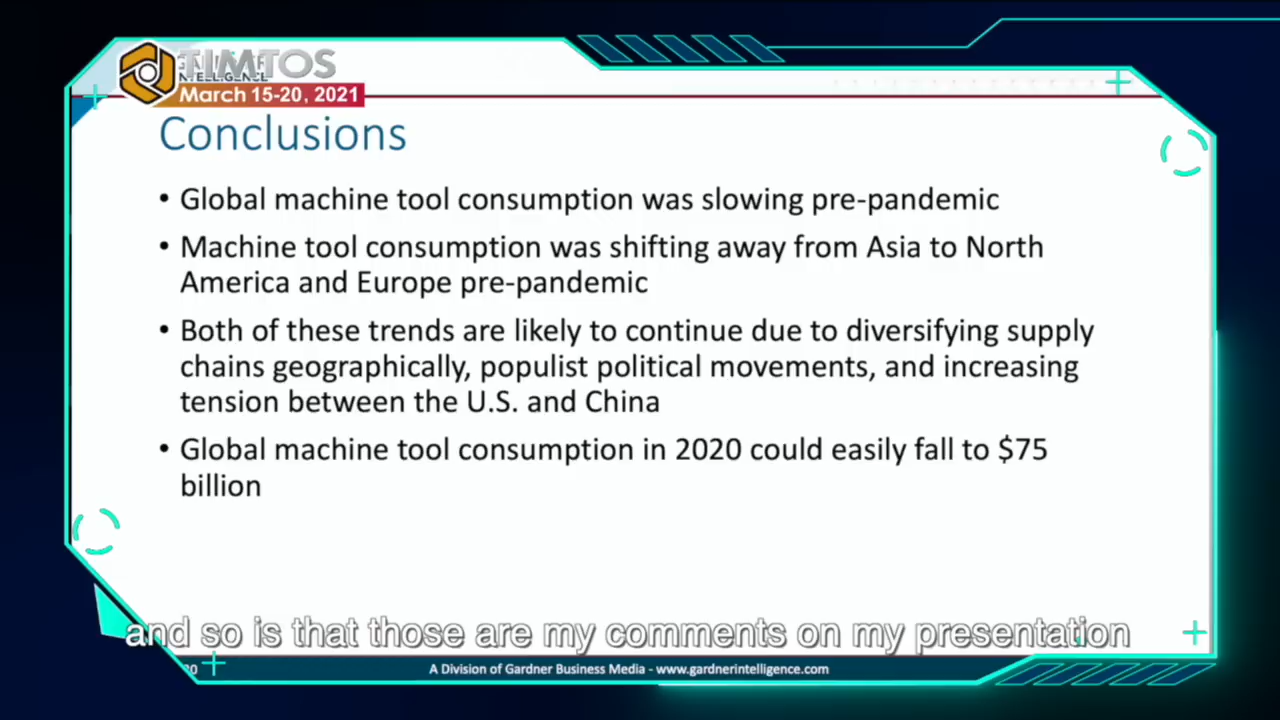 TIMTOS
INTELLIGENCE
March 15-20, 2021
Conclusions
• Global machine tool consumption was slowing pre-pandemic
• Machine tool consumption was shifting away from Asia to North
America and Europe pre-pandemic
• Both of these trends are likely to continue due to diversifying supply
chains geographically, populist political movements, and increasing
tension between the U.S. and China
• Global machine tool consumption in 2020 could easily fall to $75
billion
and so is that those are my comments on my presentation
A Division of Gardner Business Media - www.gardnerintelligence.com